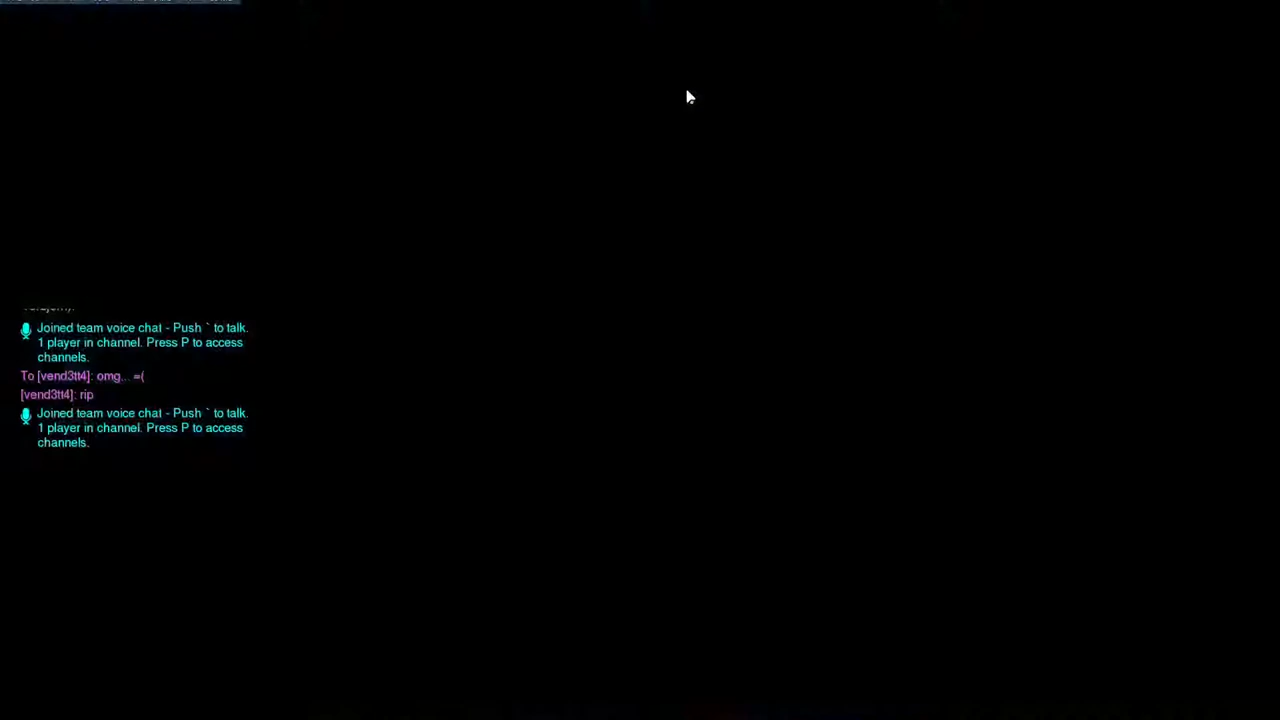 Joined team voice chat - Push ` to talk.
1 player in channel. Press P to access
channels.
To [vend3tt4]: omg... =(
[vend3tt4]: rip
Joined team voice chat - Push ` to talk.
1 player in channel. Press P to access
channels.